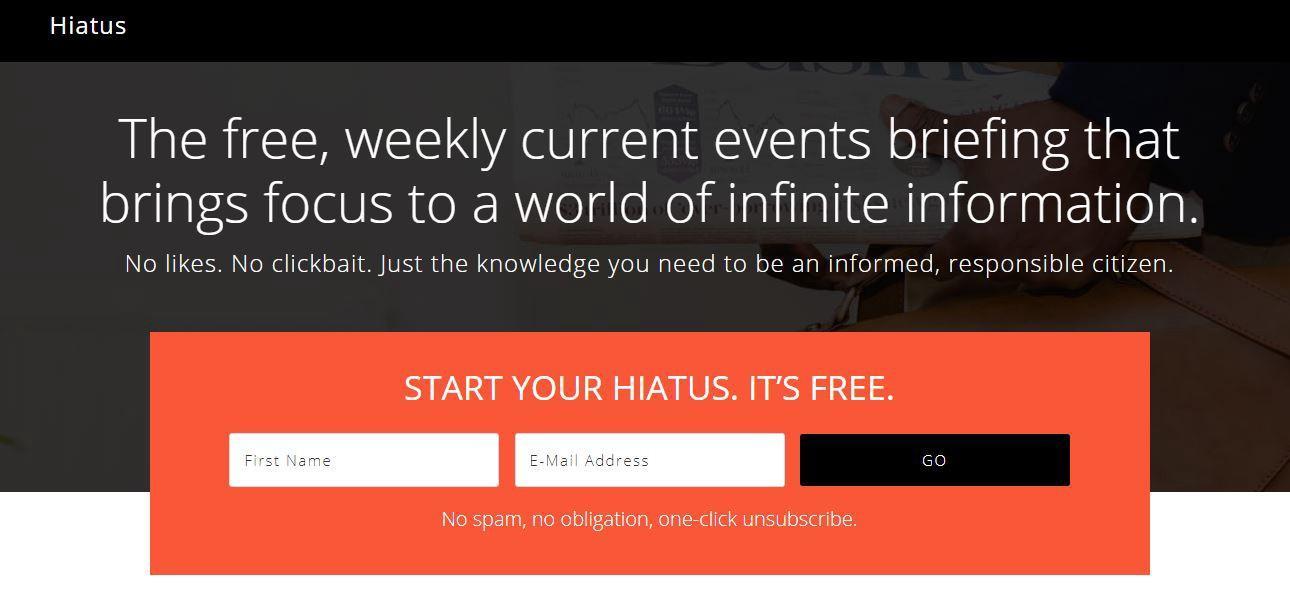 Hiatus
The free, weekly current events briefing that
brings focus to a world of infinite information.
No likes. No clickbait. Just the knowledge you need to be an informed, responsible citizen.
START YOUR HIATUS. IT’S FREE.
First Name
E-Mail Address
GO
No spam, no obligation, one-click unsubscribe.